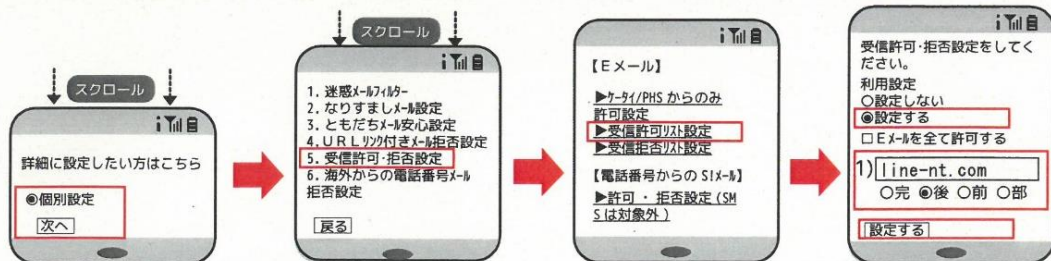 スクロール
詳細に設定したい方はこちら
◉個別設定
次へ
スクロール
1. 迷惑メールフィルター
2. なりすましメール設定
3. ともだちメール安心設定
4. URLリンク付きメール拒否設定
5. 受信許可・拒否設定
6. 海外からの電話番号メール
拒否設定
戻る
【Eメール】
▶ケータイ/PHS からのみ
許可設定
▶受信許可リスト設定
▶受信拒否リスト設定
【電話番号からの S!メール】
▶許可 ・ 拒否設定 (SM
S は対象外)
受信許可・拒否設定をしてく
ださい。
利用設定
○設定しない
◉設定する
□Eメールを全て許可する
1) line-nt.com
○完 ◉後 ○前 ○部
設定する